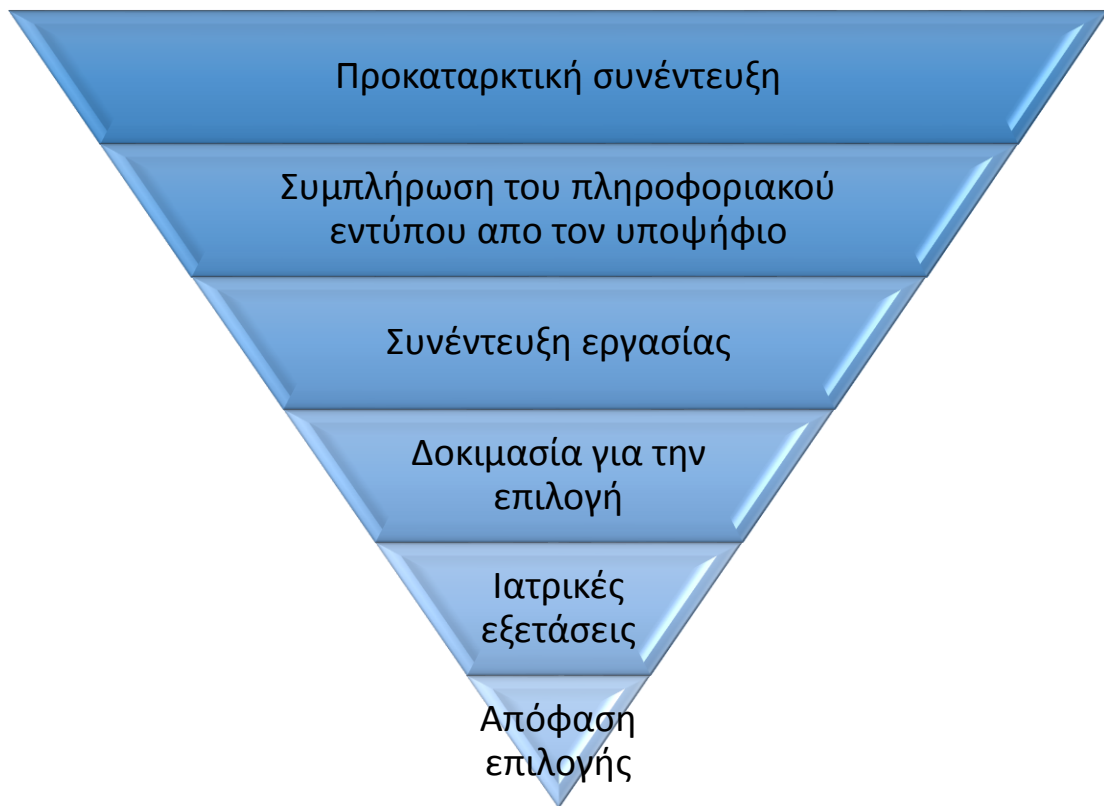 Προκαταρκτική συνέντευξη
Συμπλήρωση του πληροφοριακού
εντύπου απο τον υποψήφιο
Συνέντευξη εργασίας
Δοκιμασία για την
επιλογή
Ιατρικές
εξετάσεις
Απόφαση
επιλογής